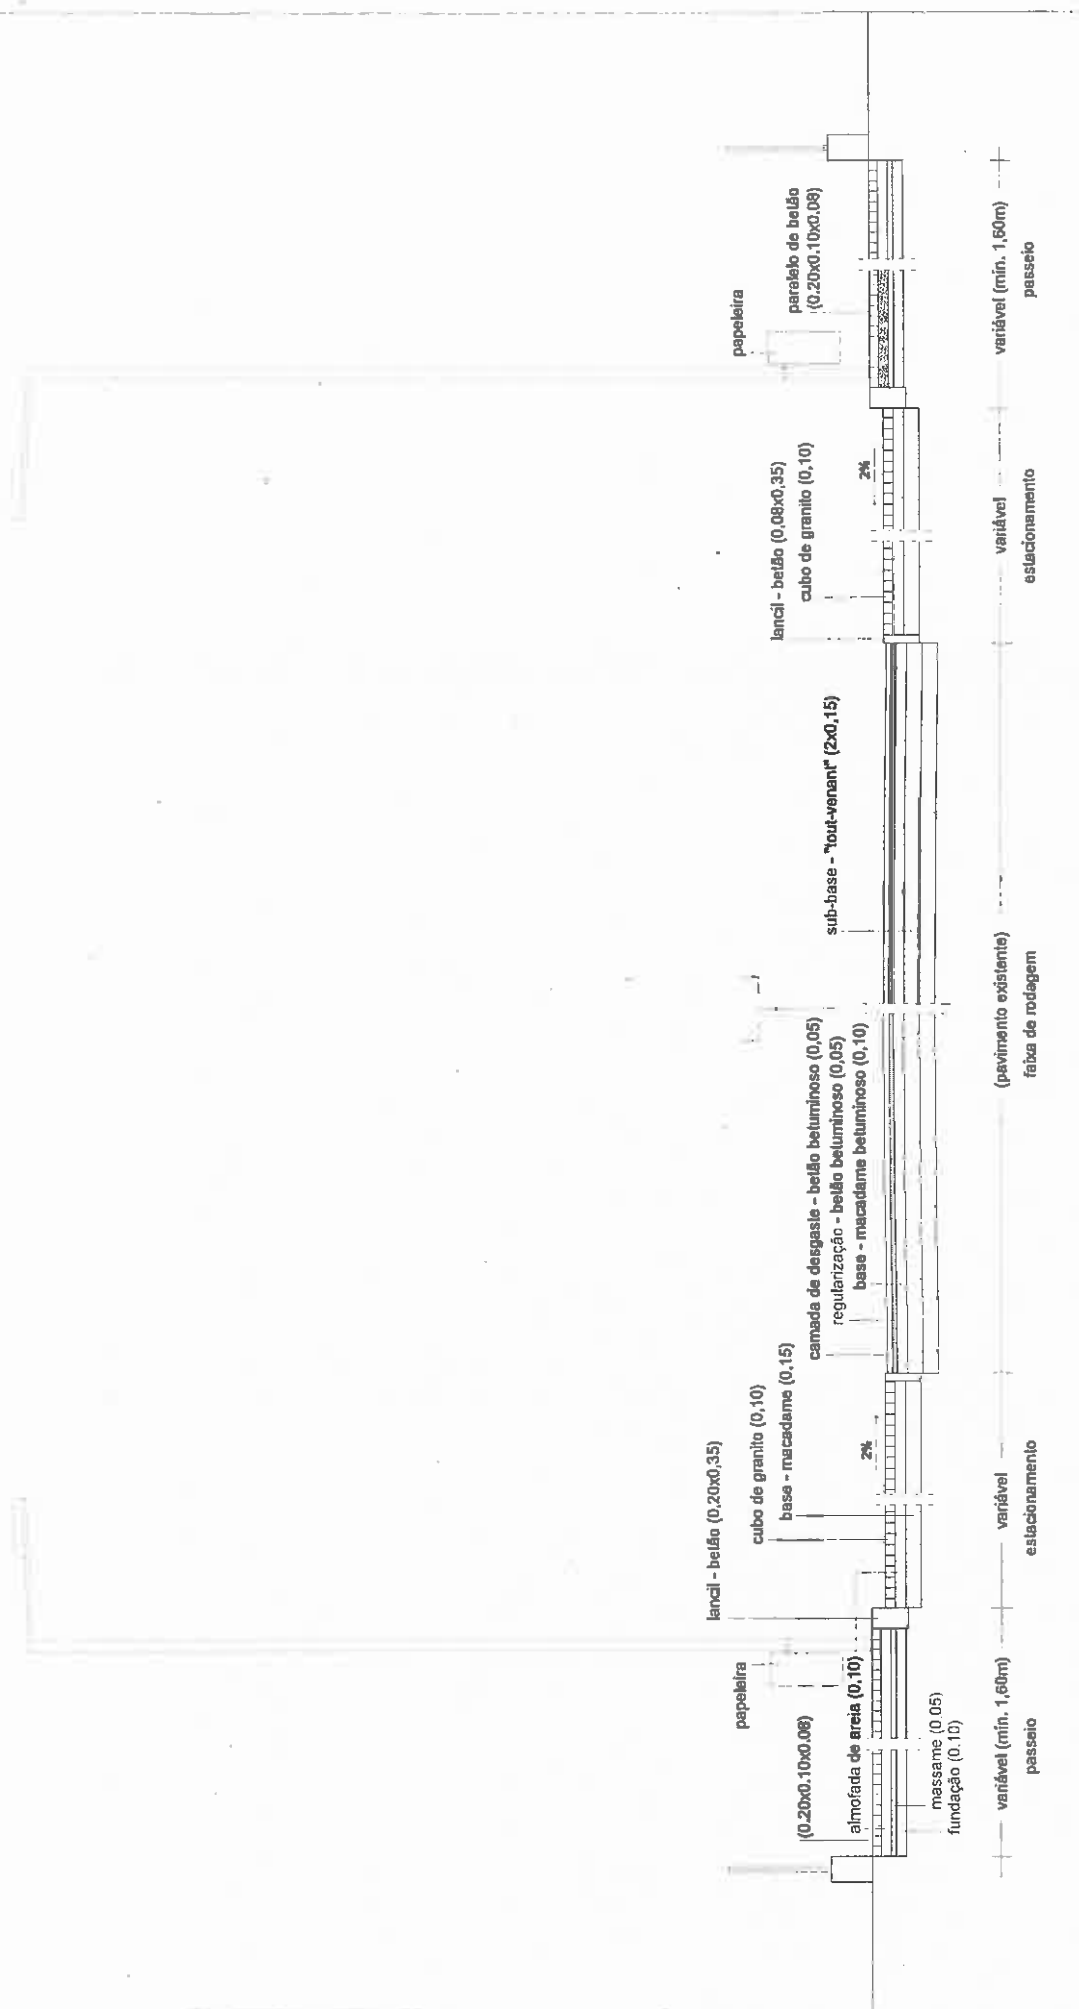 papeleira
(0.20x0.10x0.08)
almofada de areia (0,10)
massame (0.05)
fundação (0.10)
lancil - betão (0,20x0,35)
cubo de granito (0,10)
base - macadame (0,15)
2%
camada de desgaste - betão betuminoso (0,05)
regularização - betão betuminoso (0,05)
base - macadame betuminoso (0,10)
sub-base - "tout-venant" (2x0,15)
lancil - betão (0,08x0,35)
cubo de granito (0,10)
2%
papeleira
paralelo de betão
(0.20x0.10x0.08)
variável (min. 1,60m)
passeio
variável
estacionamento
(pavimento existente)
faixa de rodagem
variável
estacionamento
variável (min. 1,60m)
passeio